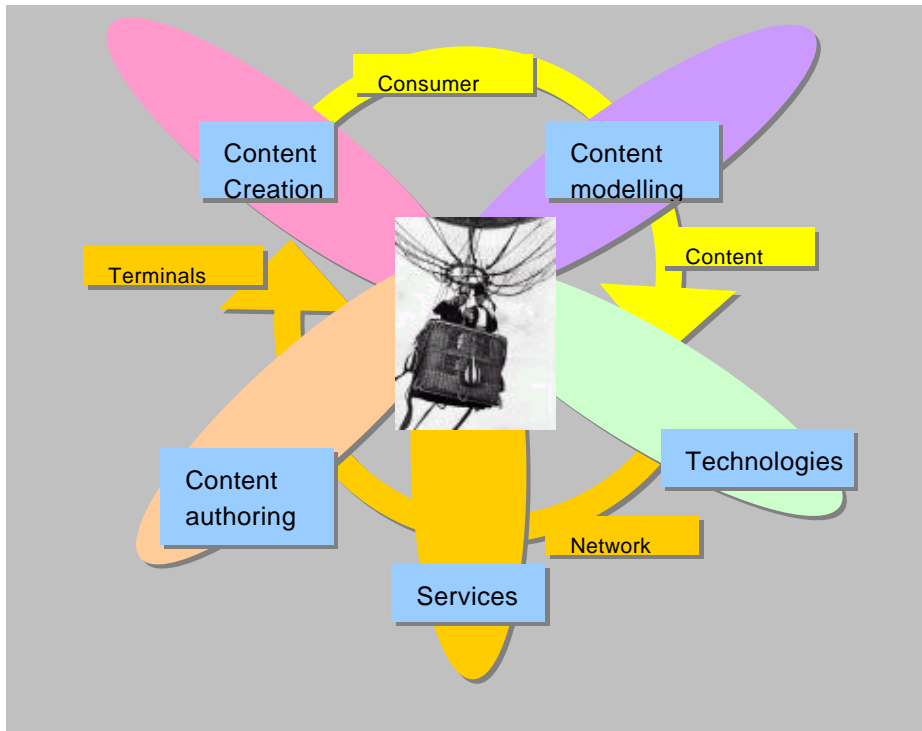 Consumer
Content
Creation
Content
modelling
Terminals
Content
Content
authoring
Technologies
Network
Services